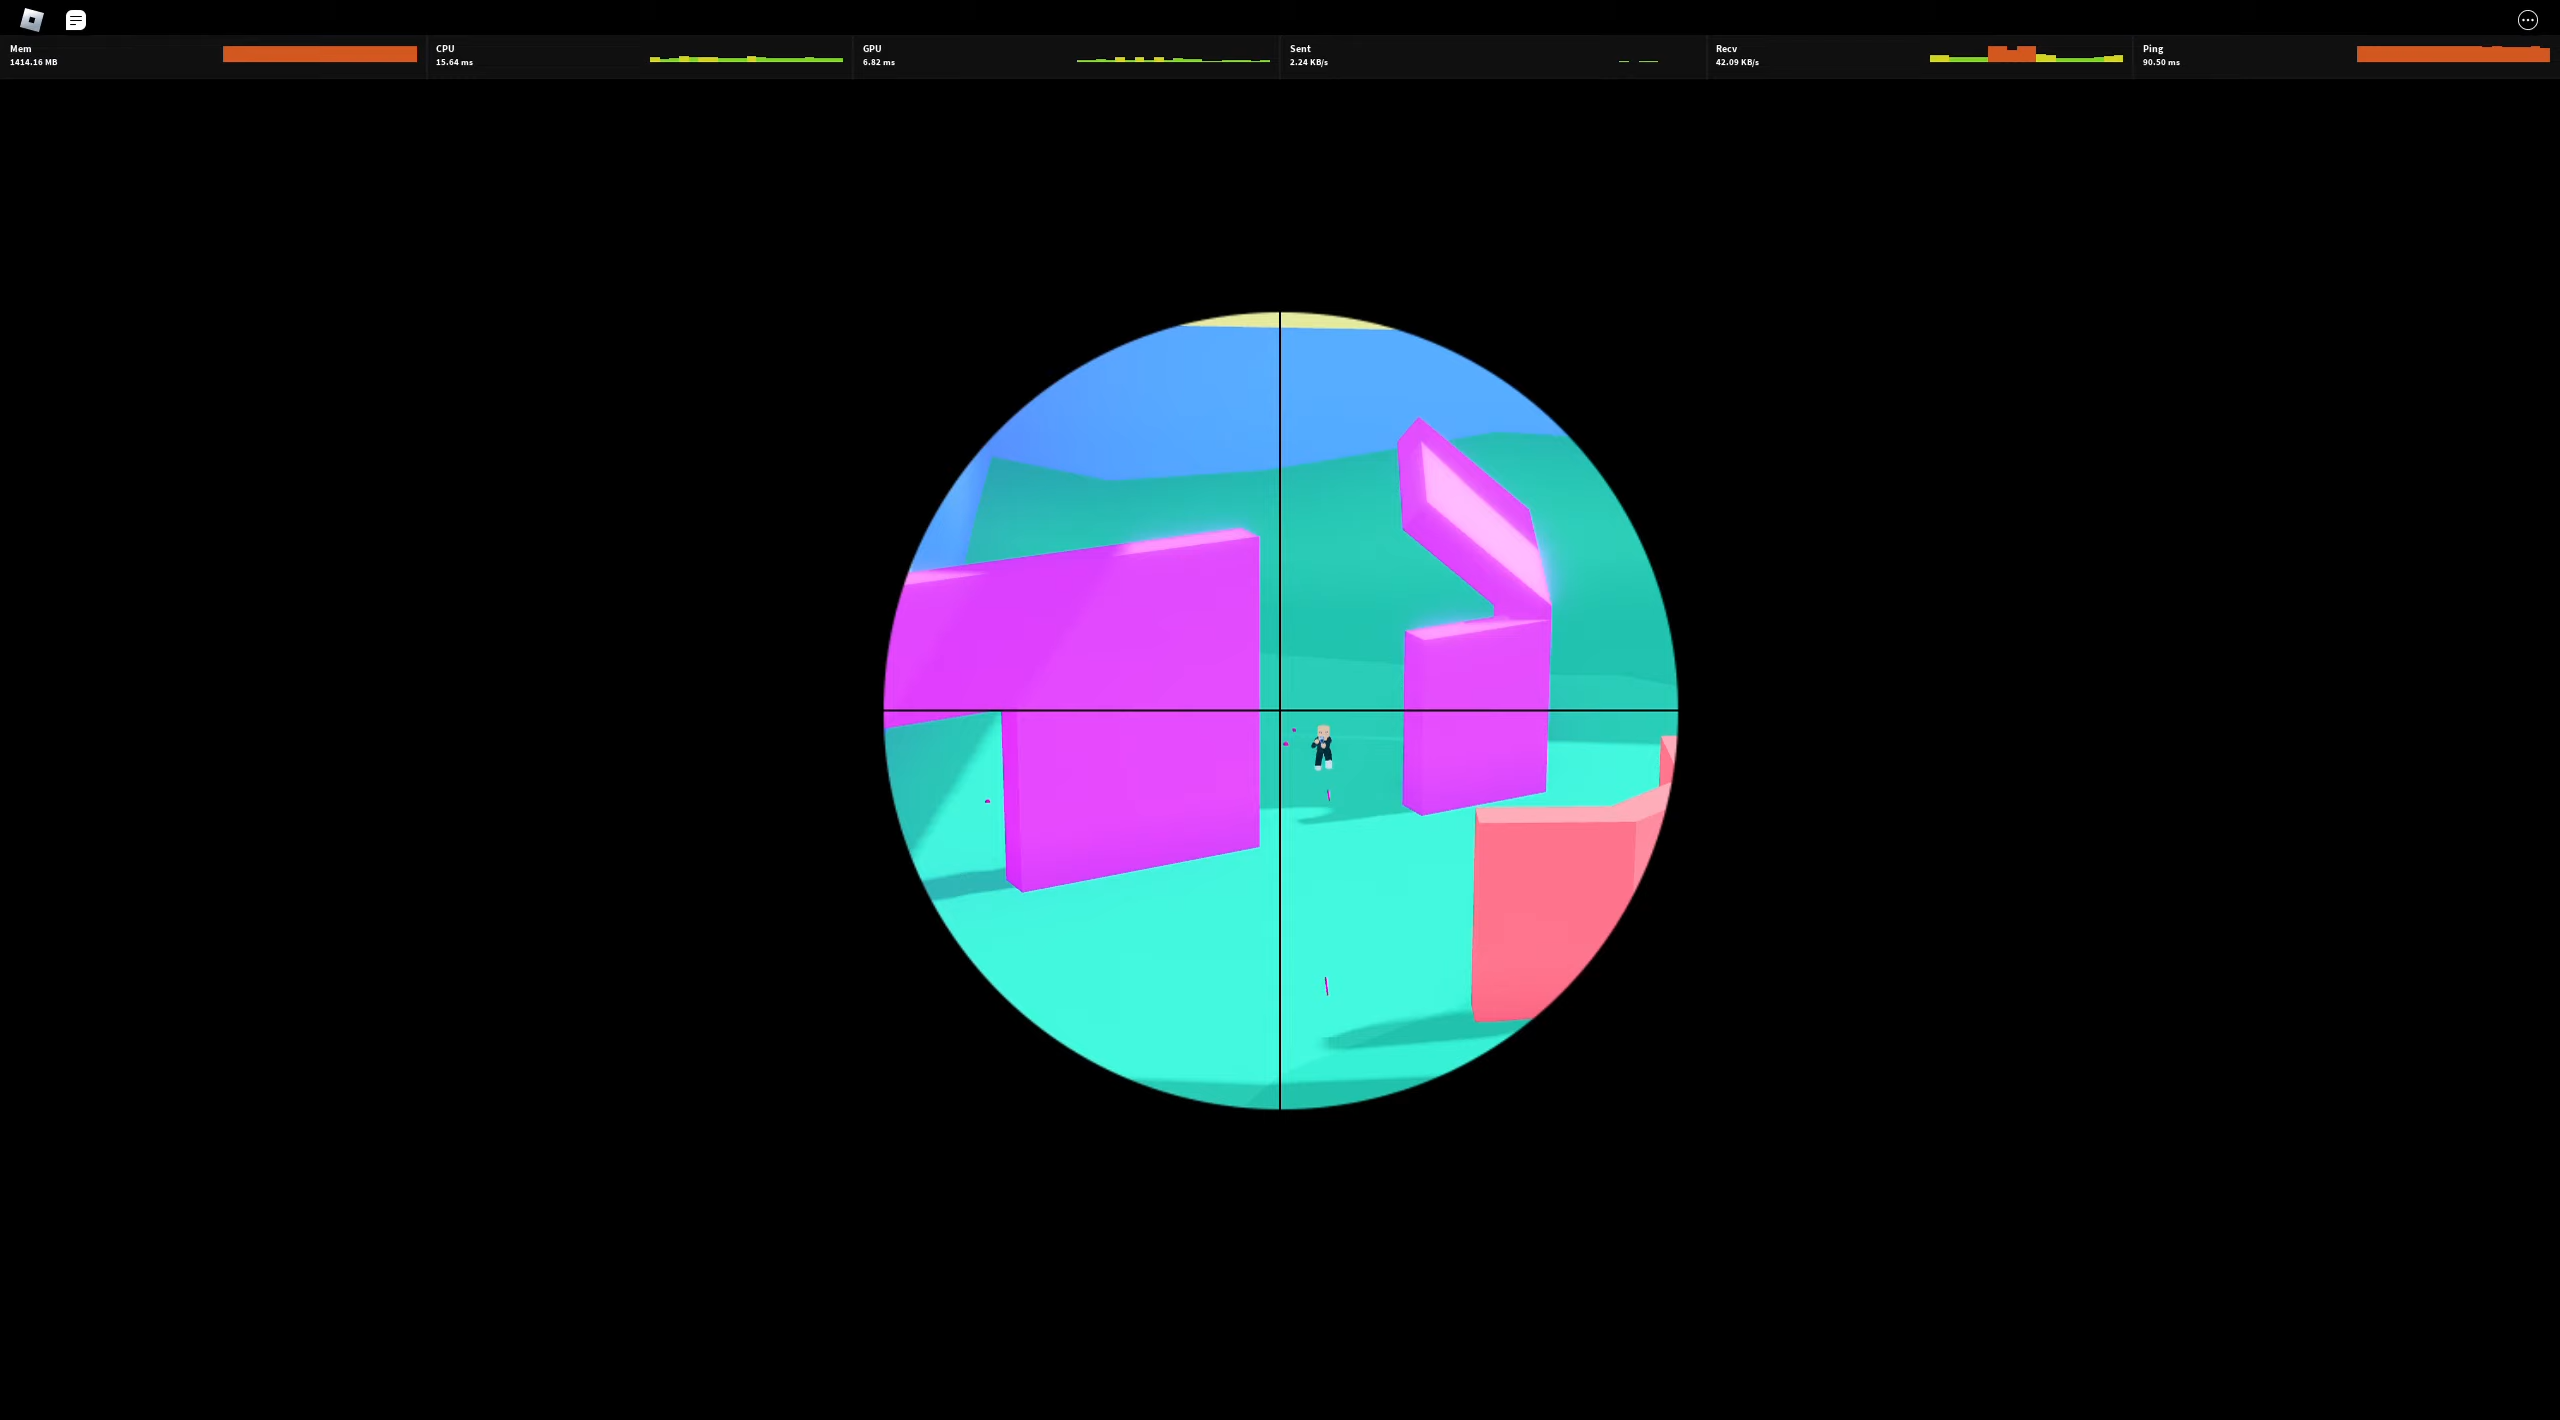 Mem
1414.16 MB
CPU
15.64 ms
GPU
6.82 ms
Sent
2.24 KB/s
Recv
42.09 KB/s
Ping
90.50 ms